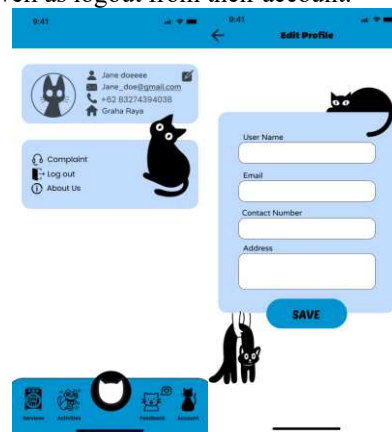 well as logout from their account.
9:41
Jane doeeee
Jane_doe@gmail.com
+62 83274394038
Graha Raya
Complaint
Log out
About Us
Services
Activities
Feedback
Account
9:41
Edit Profile
User Name
Email
Contact Number
Address
SAVE